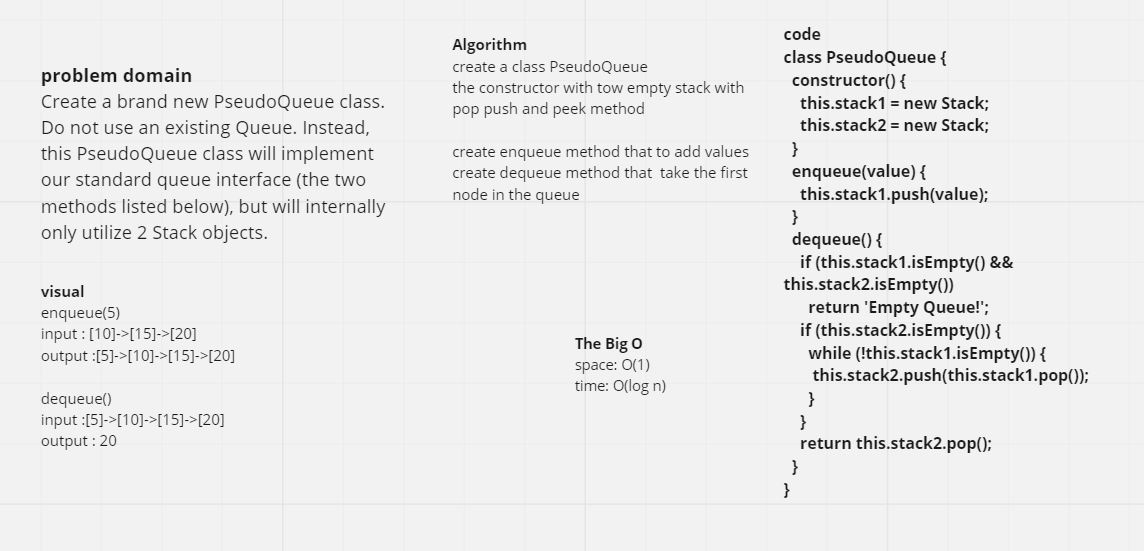 problem domain
Create a brand new PseudoQueue class.
Do not use an existing Queue. Instead,
this PseudoQueue class will implement
our standard queue interface (the two
methods listed below), but will internally
only utilize 2 Stack objects.
visual
enqueue(5)
input : [10]->[15]->[20]
output :[5]->[10]->[15]->[20]
dequeue()
input :[5]->[10]->[15]->[20]
output : 20
Algorithm
create a class PseudoQueue
the constructor with tow empty stack with
pop push and peek method
create enqueue method that to add values
create dequeue method that  take the first
node in the queue
The Big O
space: O(1)
time: O(log n)
code
class PseudoQueue {
constructor() {
this.stack1 = new Stack;
this.stack2 = new Stack;
}
enqueue(value) {
this.stack1.push(value);
}
dequeue() {
if (this.stack1.isEmpty() &&
this.stack2.isEmpty())
return 'Empty Queue!';
if (this.stack2.isEmpty()) {
while (!this.stack1.isEmpty()) {
this.stack2.push(this.stack1.pop());
}
}
return this.stack2.pop();
}
}